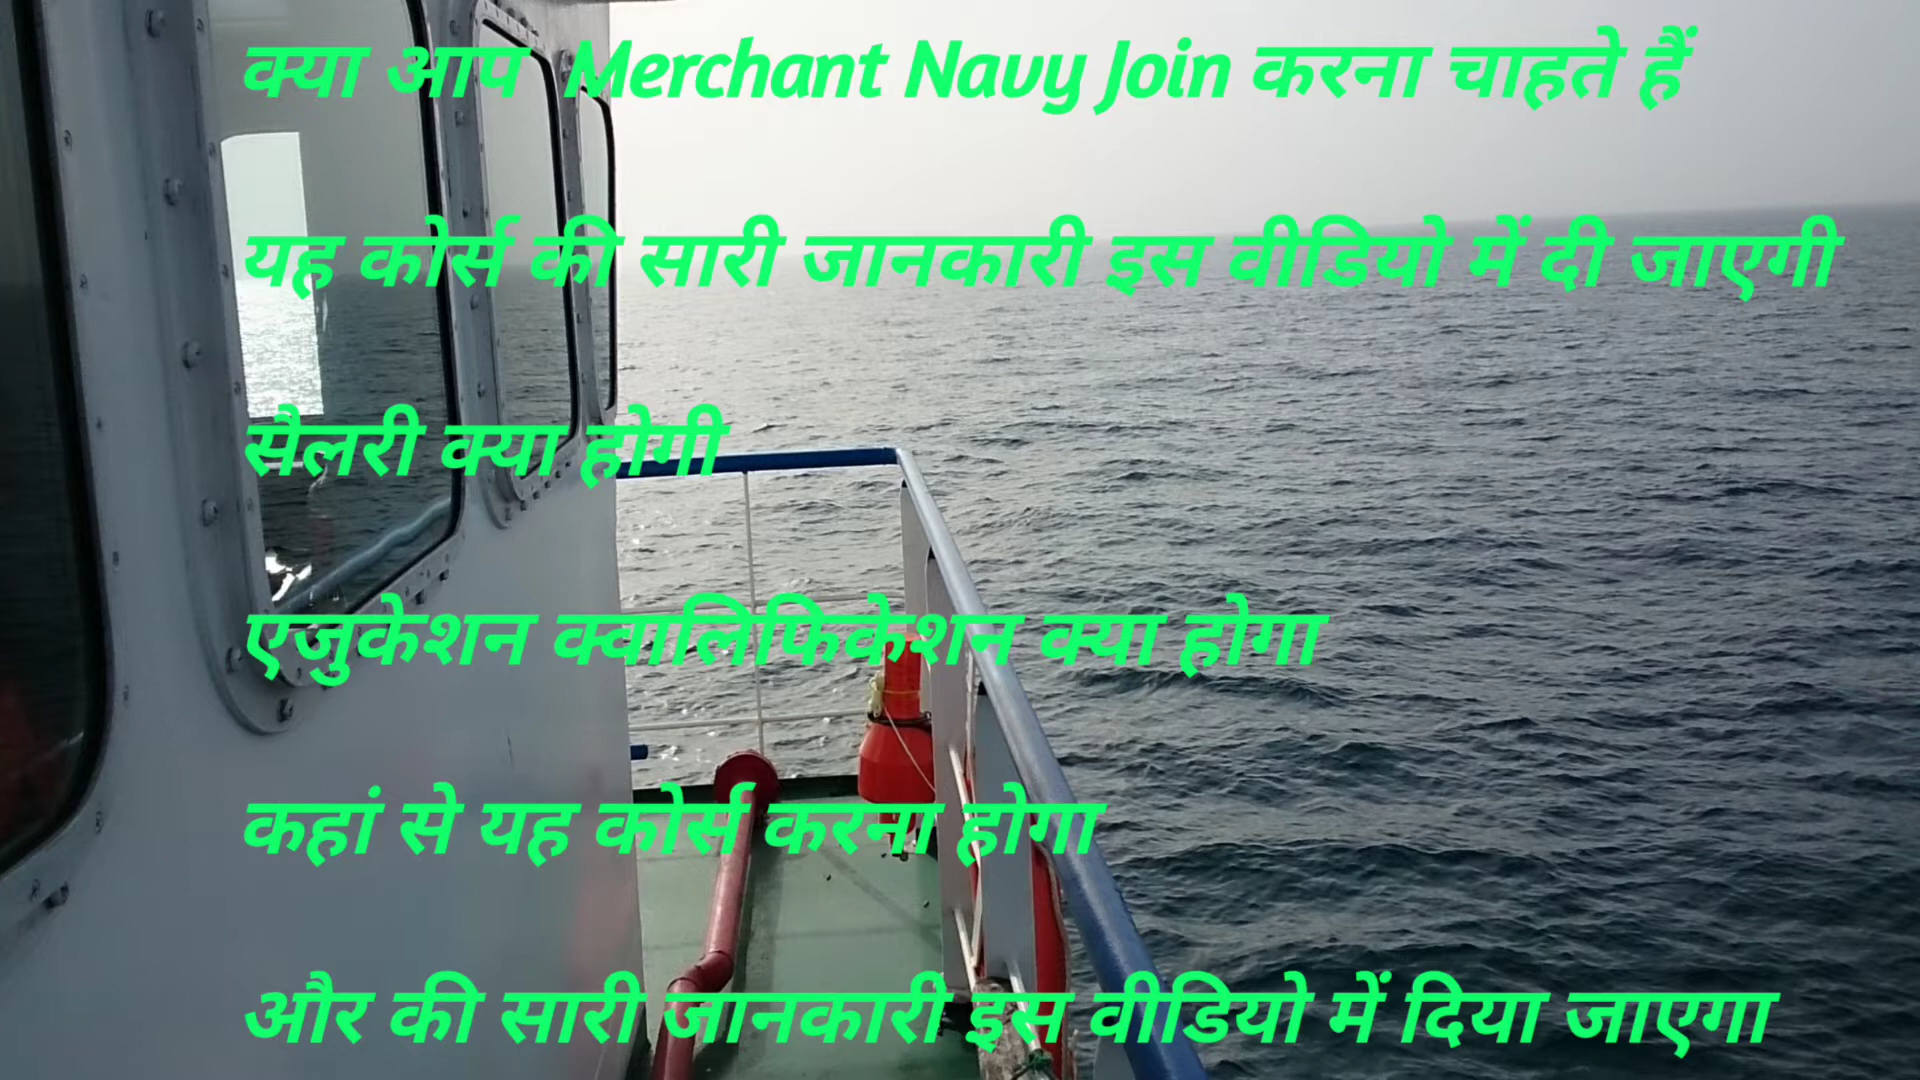 क्या आप Merchant Navy Join करना चाहते हैं
यह कोर्स की सारी जानकारी इस वीडियो में दी जाएगी
सैलरी क्या होगी
एजुकेशन क्वालिफिकेशन क्या होगा
कहां से यह कोर्स करना होगा
और की सारी जानकारी इस वीडियो में दिया जाएगा